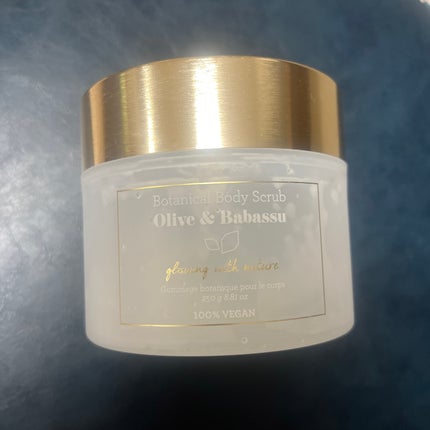 Botanical Body Scrub
Olive & Babassu
glowing with nature
Gommage botanique pour le corps
250 g 8.81 oz
100% VEGAN